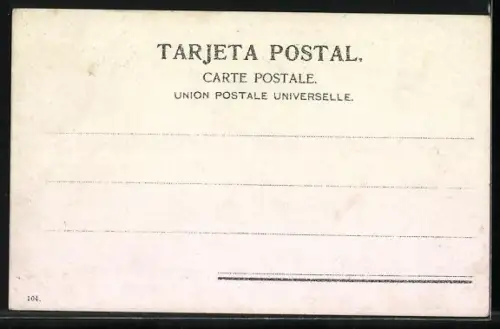 TARJETA POSTAL.
CARTE POSTALE.
UNION POSTALE UNIVERSELLE.
104.